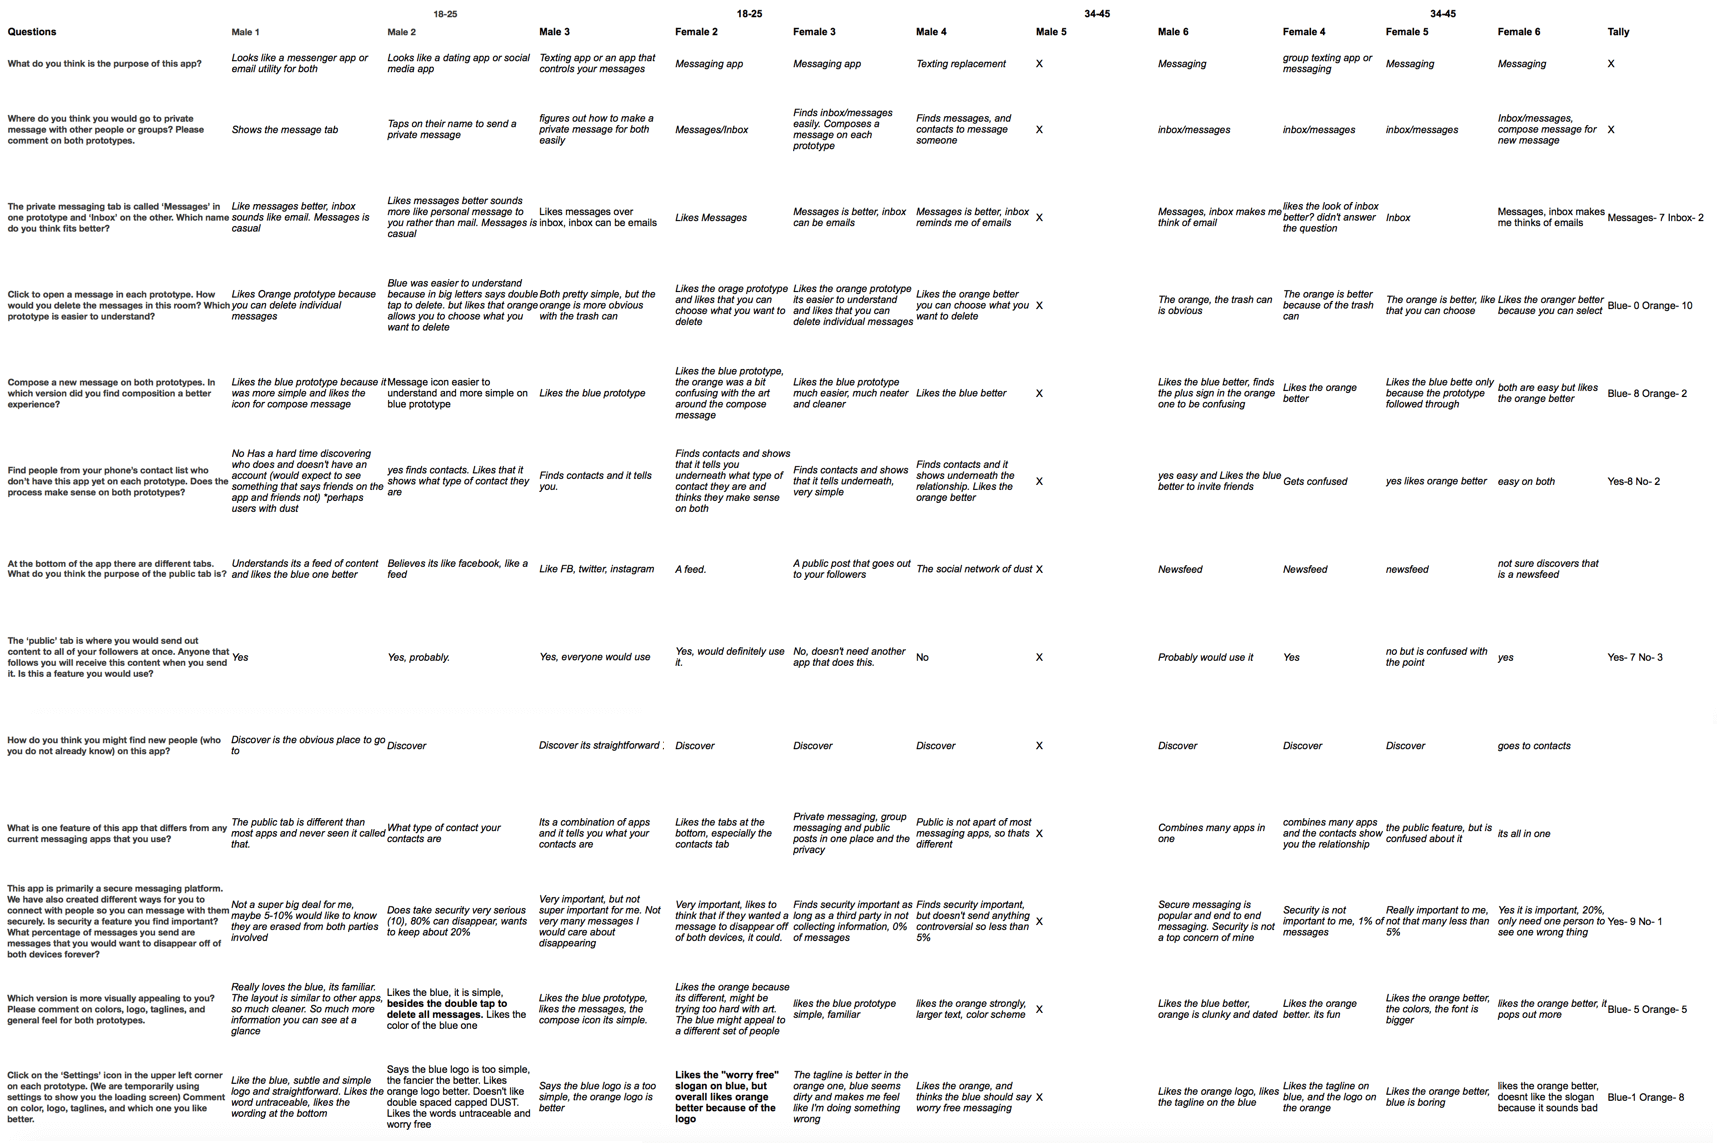 18-25 18-25 34-45 34-45
Questions Male 1 Male 2 Male 3 Female 2 Female 3 Male 4 Male 5 Male 6 Female 4 Female 5 Female 6 Tally
What do you think is the purpose of this app?
Looks like a messenger app or
email utility for both
Looks like a dating app or social
media app
Texting app or an app that
controls your messages
Messaging app
Messaging app
Texting replacement
X
Messaging
group texting app or
messaging
Messaging
Messaging
X
Where do you think you would go to private
message with other people or groups? Please
comment on both prototypes.
Shows the message tab
Taps on their name to send a
private message
figures out how to make a
private message for both
easily
Messages/Inbox
Finds inbox/messages
easily. Composes a
message on each
prototype
Finds messages, and
contacts to message
someone
X
inbox/messages
inbox/messages
inbox/messages
Inbox/messages,
compose message for
new message
X
The private messaging tab is called ‘Messages’ in
one prototype and ‘Inbox’ on the other. Which name
do you think fits better?
Like messages better, inbox
sounds like email. Messages is
casual
Likes messages better sounds
more like personal message to
you rather than mail. Messages is
casual
Likes messages over
inbox, inbox can be emails
Likes Messages
Messages is better, inbox
can be emails
Messages is better, inbox
reminds me of emails
X
Messages, inbox makes me
think of email
likes the look of inbox
better? didn't answer
the question
Inbox
Messages, inbox makes
me thinks of emails
Messages- 7 Inbox- 2
Click to open a message in each prototype. How
would you delete the messages in this room? Which
prototype is easier to understand?
Likes Orange prototype because
you can delete individual
messages
Blue was easier to understand
because in big letters says double
tap to delete. but likes that orange
allows you to choose what you
want to delete
Both pretty simple, but the
orange is more obvious
with the trash can
Likes the orage prototype
and likes that you can
choose what you want to
delete
Likes the orange prototype
its easier to understand
and likes that you can
delete individual messages
Likes the orange better
you can choose what you
want to delete
X
The orange, the trash can
is obvious
The orange is better
because of the trash
can
The orange is better, like
that you can choose
Likes the oranger better
because you can select
Blue- 0 Orange- 10
Compose a new message on both prototypes. In
which version did you find composition a better
experience?
Likes the blue prototype because it
was more simple and likes the
icon for compose message
Message icon easier to
understand and more simple on
blue prototype
Likes the blue prototype
Likes the blue prototype,
the orange was a bit
confusing with the art
around the compose
message
Likes the blue prototype
much easier, much neater
and cleaner
Likes the blue better
X
Likes the blue better, finds
the plus sign in the orange
one to be confusing
Likes the orange
better
Likes the blue bette only
because the prototype
followed through
both are easy but likes
the orange better
Blue- 8 Orange- 2
Find people from your phone's contact list who
don't have this app yet on each prototype. Does the
process make sense on both prototypes?
No Has a hard time discovering
who does and doesn't have an
account (would expect to see
something that says friends on the
app and friends not) *perhaps
users with dust
yes finds contacts. Likes that it
shows what type of contact they
are
Finds contacts and it tells
you.
Finds contacts and shows
that it tells you
underneath what type of
contact they are and
thinks they make sense
on both
Finds contacts and shows
that it tells underneath,
very simple
Finds contacts and it
shows underneath the
relationship. Likes the
orange better
X
yes easy and Likes the blue
better to invite friends
Gets confused
yes likes orange better
easy on both
Yes-8 No- 2
At the bottom of the app there are different tabs.
What do you think the purpose of the public tab is?
Understands its a feed of content
and likes the blue one better
Believes its like facebook, like a
feed
Like FB, twitter, instagram
A feed.
A public post that goes out
to your followers
The social network of dust
X
Newsfeed
Newsfeed
newsfeed
not sure discovers that
is a newsfeed
The ‘public’ tab is where you would send out
content to all of your followers at once. Anyone that
follows you will receive this content when you send
it. Is this a feature you would use?
Yes
Yes, probably.
Yes, everyone would use
Yes, would definitely use
it.
No, doesn't need another
app that does this.
No
X
Probably would use it
Yes
no but is confused with
the point
yes
Yes- 7 No- 3
How do you think you might find new people (who
you do not already know) on this app?
Discover is the obvious place to go
to
Discover
Discover its straightforward
Discover
Discover
Discover
X
Discover
Discover
Discover
goes to contacts
What is one feature of this app that differs from any
current messaging apps that you use?
The public tab is different than
most apps and never seen it called
that.
What type of contact your
contacts are
Its a combination of apps
and it tells you what your
contacts are
Likes the tabs at the
bottom, especially the
contacts tab
Private messaging, group
messaging and public
posts in one place and the
privacy
Public is not apart of most
messaging apps, so thats
different
X
Combines many apps in
one
combines many apps
and the contacts show
you the relationship
the public feature, but is
confused about it
its all in one
This app is primarily a secure messaging platform.
We have also created different ways for you to
connect with people so you can message with them
securely. Is security a feature you find important?
What percentage of messages you send are
messages that you would want to disappear off of
both devices forever?
Not a super big deal for me,
maybe 5-10% would like to know
they are erased from both parties
involved
Does take security very serious
(10), 80% can disappear, wants
to keep about 20%
Very important, but not
super important for me. Not
very many messages I
would care about
disappearing
Very important, likes to
think that if they wanted a
message to disappear off
of both devices, it could.
Finds security important as
long as a third party in not
collecting information, 0%
of messages
Finds security important,
but doesn't send anything
controversial so less than
5%
X
Secure messaging is
popular and end to end
messaging. Security is not
a top concern of mine
Security is not
important to me, 1% of
messages
Really important to me,
not that many less than
5%
Yes it is important, 20%,
only need one person to
see one wrong thing
Yes- 9 No- 1
Which version is more visually appealing to you?
Please comment on colors, logo, taglines, and
general feel for both prototypes.
Really loves the blue, its familiar.
The layout is similar to other apps,
so much cleaner. So much more
information you can see at a
glance
Likes the blue, it is simple,
besides the double tap to
delete all messages. Likes the
color of the blue one
Likes the blue prototype,
likes the messages, the
compose icon its simple.
Likes the orange because
its different, might be
trying too hard with art.
The blue might appeal to
a different set of people
likes the blue prototype
simple, familiar
likes the orange strongly,
larger text, color scheme
X
Likes the blue better,
orange is clunky and dated
Likes the orange
better. its fun
Likes the orange better,
the colors, the font is
bigger
likes the orange better, it
pops out more
Blue- 5 Orange- 5
Click on the ‘Settings’ icon in the upper left corner
on each prototype. (We are temporarily using
settings to show you the loading screen) Comment
on color, logo, taglines, and which one you like
better.
Like the blue, subtle and simple
logo and straightforward. Likes the
word untraceable, likes the
wording at the bottom
Says the blue logo is too simple,
the fancier the better. Likes
orange logo better. Doesn't like
double spaced capped DUST.
Likes the words untraceable and
worry free
Says the blue logo is a too
simple, the orange logo is
better
Likes the "worry free"
slogan on blue, but
overall likes orange
better because of the
logo
The tagline is better in the
orange one, blue seems
dirty and makes me feel
like I'm doing something
wrong
Likes the orange, and
thinks the blue should say
worry free messaging
X
Likes the orange logo, likes
the tagline on the blue
Likes the tagline on
blue, and the logo on
the orange
Likes the orange better,
blue is boring
likes the orange better,
doesnt like the slogan
because it sounds bad
Blue-1 Orange- 8